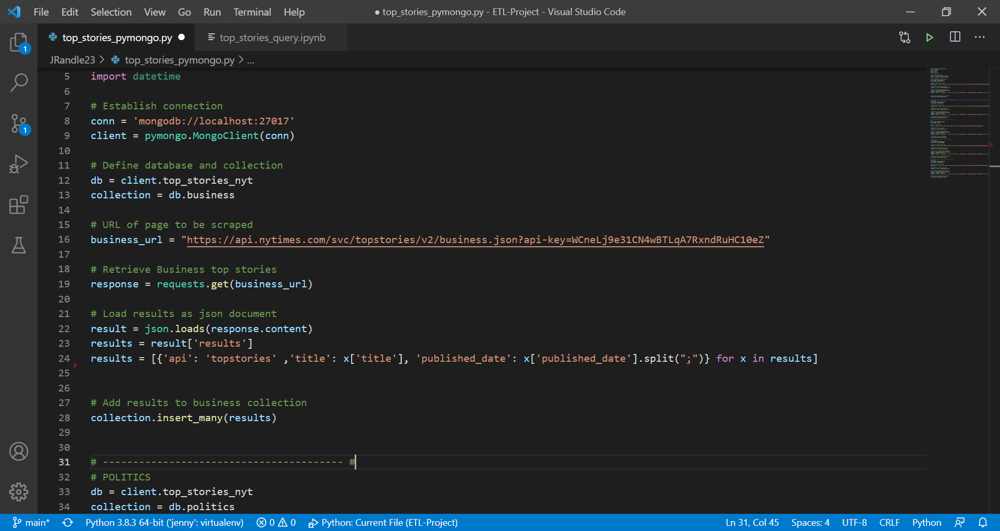 File Edit Selection View Go Run Terminal Help ● top_stories_pymongo.py - ETL-Project - Visual Studio Code
top_stories_pymongo.py ● top_stories_query.ipynb
JRandle23 > top_stories_pymongo.py > ...
1
1
5 import datetime
6
7 # Establish connection
8 conn = 'mongodb://localhost:27017'
9 client = pymongo.MongoClient(conn)
10
11 # Define database and collection
12 db = client.top_stories_nyt
13 collection = db.business
14
15 # URL of page to be scraped
16 business_url = "https://api.nytimes.com/svc/topstories/v2/business.json?api-key=WCneLj9e31CN4wBTLqA7RxndRuHC10eZ"
17
18 # Retrieve Business top stories
19 response = requests.get(business_url)
20
21 # Load results as json document
22 result = json.loads(response.content)
23 results = result['results']
24 results = [{'api': 'topstories' ,'title': x['title'], 'published_date': x['published_date'].split(";")} for x in results]
25
26
27 # Add results to business collection
28 collection.insert_many(results)
29
30
31 # ---------------------------------------- #
32 # POLITICS
33 db = client.top_stories_nyt
34 collection = db.politics
main* Python 3.8.3 64-bit ('jenny': virtualenv) 0 0 Python: Current File (ETL-Project) Ln 31, Col 45 Spaces: 4 UTF-8 CRLF Python